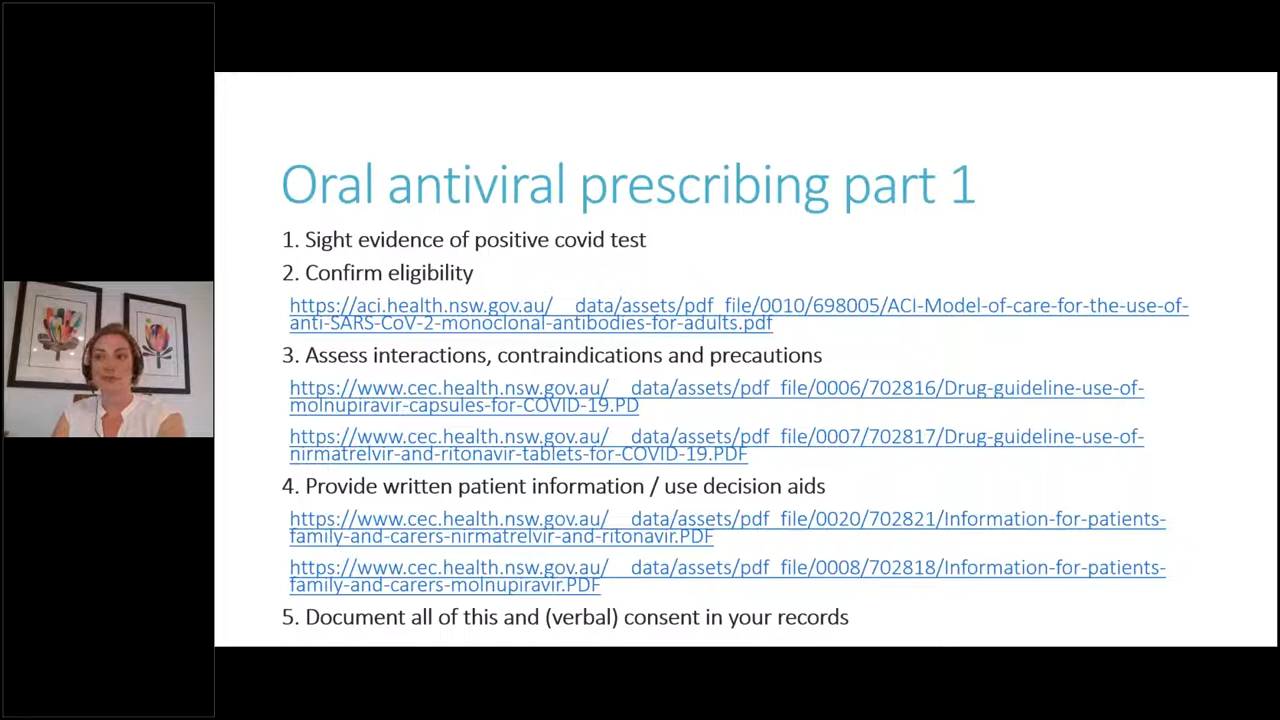 Oral antiviral prescribing part 1
1. Sight evidence of positive covid test
2. Confirm eligibility
https://aci.health.nsw.gov.au/__data/assets/pdf_file/0010/698005/ACI-Model-of-care-for-the-use-of-
anti-SARS-CoV-2-monoclonal-antibodies-for-adults.pdf
3. Assess interactions, contraindications and precautions
https://www.cec.health.nsw.gov.au/__data/assets/pdf_file/0006/702816/Drug-guideline-use-of-
molnupiravir-capsules-for-COVID-19.PD
https://www.cec.health.nsw.gov.au/__data/assets/pdf_file/0007/702817/Drug-guideline-use-of-
nirmatrelvir-and-ritonavir-tablets-for-COVID-19.PDF
4. Provide written patient information / use decision aids
https://www.cec.health.nsw.gov.au/__data/assets/pdf_file/0020/702821/Information-for-patients-
family-and-carers-nirmatrelvir-and-ritonavir.PDF
https://www.cec.health.nsw.gov.au/__data/assets/pdf_file/0008/702818/Information-for-patients-
family-and-carers-molnupiravir.PDF
5. Document all of this and (verbal) consent in your records